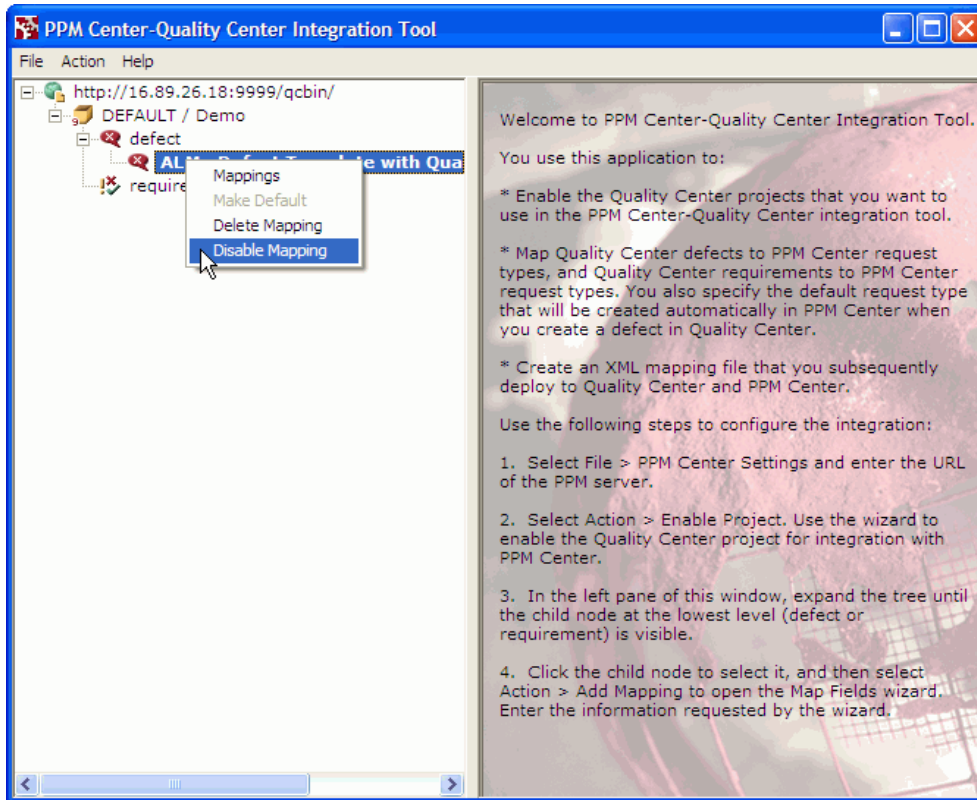 PPM Center-Quality Center Integration Tool
File Action Help
http://16.89.26.18:9999/qcbin/
DEFAULT / Demo
defect
ALM - Defect Template with Qua
require
Mappings
Make Default
Delete Mapping
Disable Mapping
Welcome to PPM Center-Quality Center Integration Tool.
You use this application to:
* Enable the Quality Center projects that you want to
use in the PPM Center-Quality Center integration tool.
* Map Quality Center defects to PPM Center request
types, and Quality Center requirements to PPM Center
request types. You also specify the default request type
that will be created automatically in PPM Center when
you create a defect in Quality Center.
* Create an XML mapping file that you subsequently
deploy to Quality Center and PPM Center.
Use the following steps to configure the integration:
1. Select File > PPM Center Settings and enter the URL
of the PPM server.
2. Select Action > Enable Project. Use the wizard to
enable the Quality Center project for integration with
PPM Center.
3. In the left pane of this window, expand the tree until
the child node at the lowest level (defect or
requirement) is visible.
4. Click the child node to select it, and then select
Action > Add Mapping to open the Map Fields wizard.
Enter the information requested by the wizard.